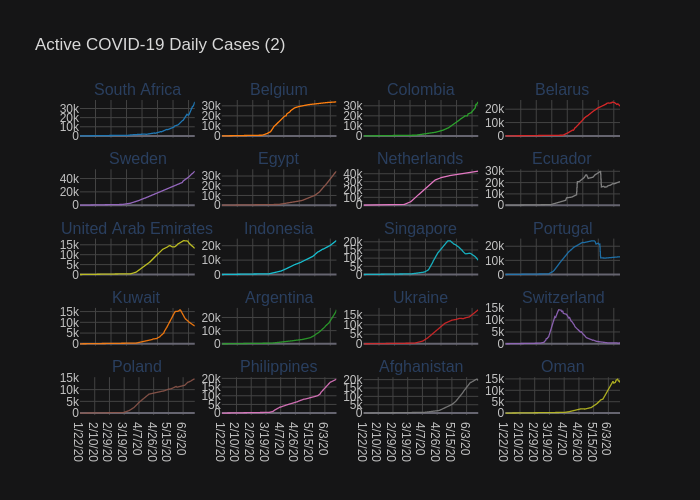 Active COVID-19 Daily Cases (2)
South Africa Belgium Colombia Belarus
30k 20k 10k 0 30k 20k 10k 0 30k 20k 10k 0 20k 10k 0
Sweden Egypt Netherlands Ecuador
40k 20k 0 30k 20k 10k 0 40k 30k 20k 10k 0 30k 20k 10k 0
United Arab Emirates Indonesia Singapore Portugal
15k 10k 5k 0 20k 10k 0 20k 15k 10k 5k 0 20k 10k 0
Kuwait Argentina Ukraine Switzerland
15k 10k 5k 0 20k 10k 0 15k 10k 5k 0 15k 10k 5k 0
Poland Philippines Afghanistan Oman
15k 10k 5k 0 20k 15k 10k 5k 0 20k 15k 10k 5k 0 15k 10k 5k 0
1/22/20 2/10/20 2/29/20 3/19/20 4/7/20 4/26/20 5/15/20 6/3/20 1/22/20 2/10/20 2/29/20 3/19/20 4/7/20 4/26/20 5/15/20 6/3/20 1/22/20 2/10/20 2/29/20 3/19/20 4/7/20 4/26/20 5/15/20 6/3/20 1/22/20 2/10/20 2/29/20 3/19/20 4/7/20 4/26/20 5/15/20 6/3/20